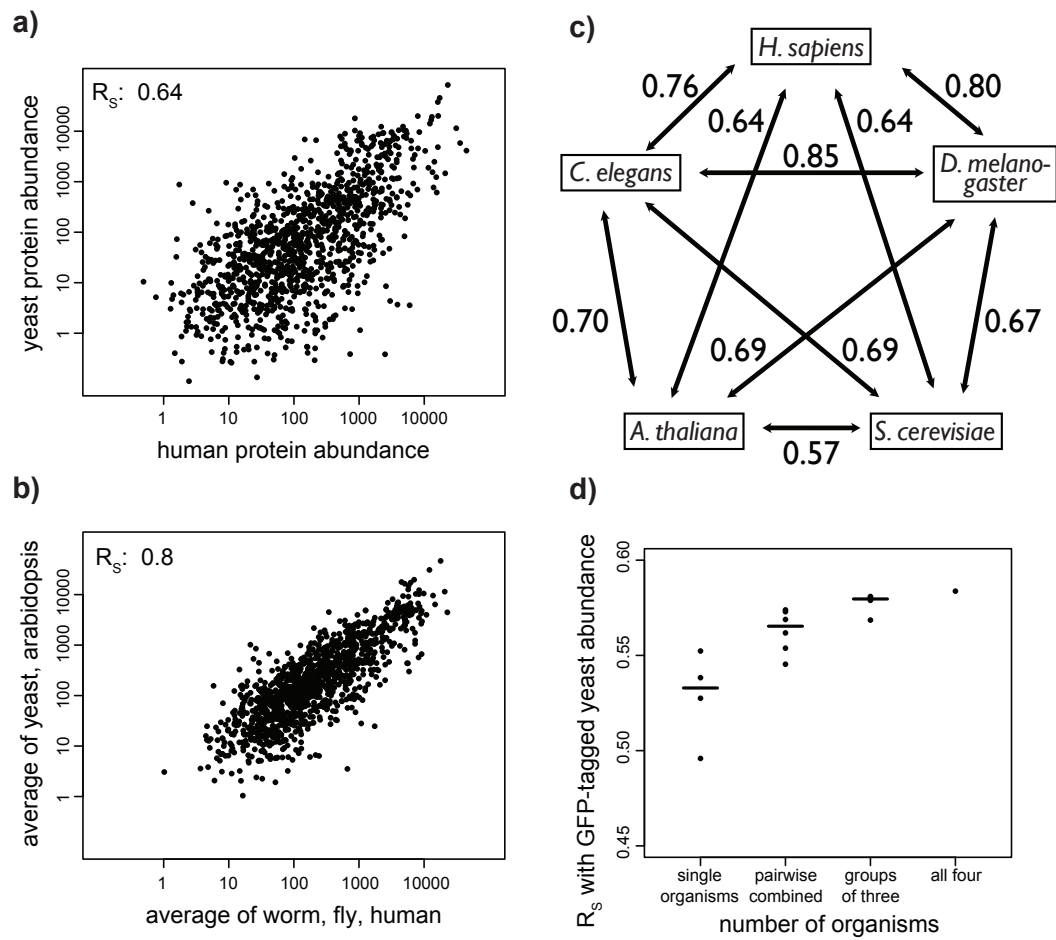 a)
R_S: 0.64
yeast protein abundance
10000
1000
100
10
1
1
10
100
1000
10000
human protein abundance
b)
R_S: 0.8
average of yeast, arabidopsis
10000
1000
100
10
1
1
10
100
1000
10000
average of worm, fly, human
c)
H. sapiens
0.76
0.80
0.64
0.64
C. elegans
0.85
D. melano-
gaster
0.70
0.69
0.69
0.67
A. thaliana
S. cerevisiae
0.57
d)
R_S with GFP-tagged yeast abundance
0.60
0.55
0.50
0.45
single
organisms
pairwise
combined
groups
of three
all four
number of organisms